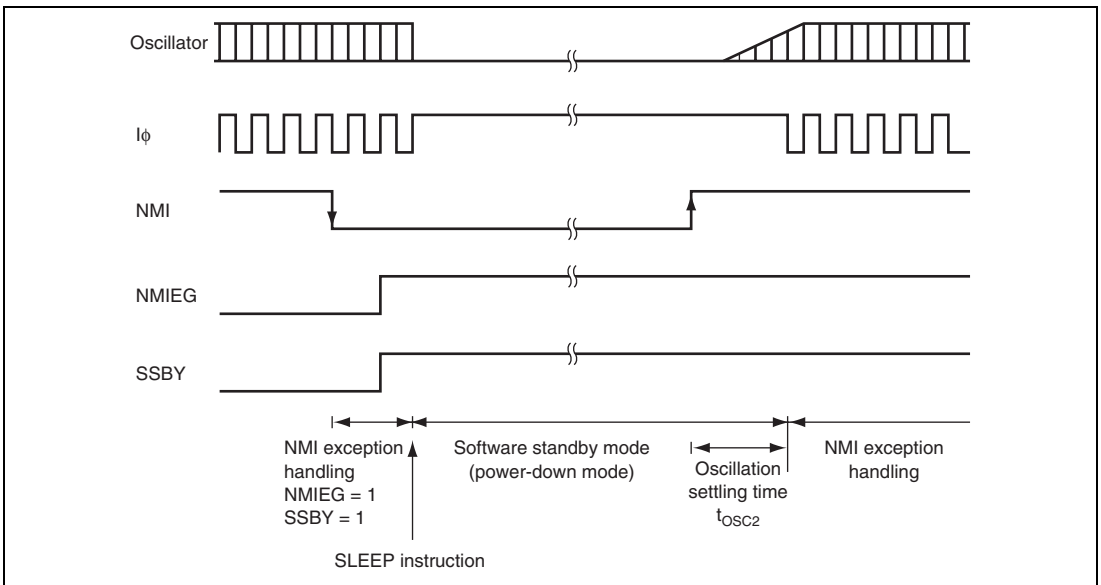 Oscillator
Iϕ
NMI
NMIEG
SSBY
NMI exception
handling
NMIEG = 1
SSBY = 1
Software standby mode
(power-down mode)
Oscillation
settling time
tOSC2
NMI exception
handling
SLEEP instruction